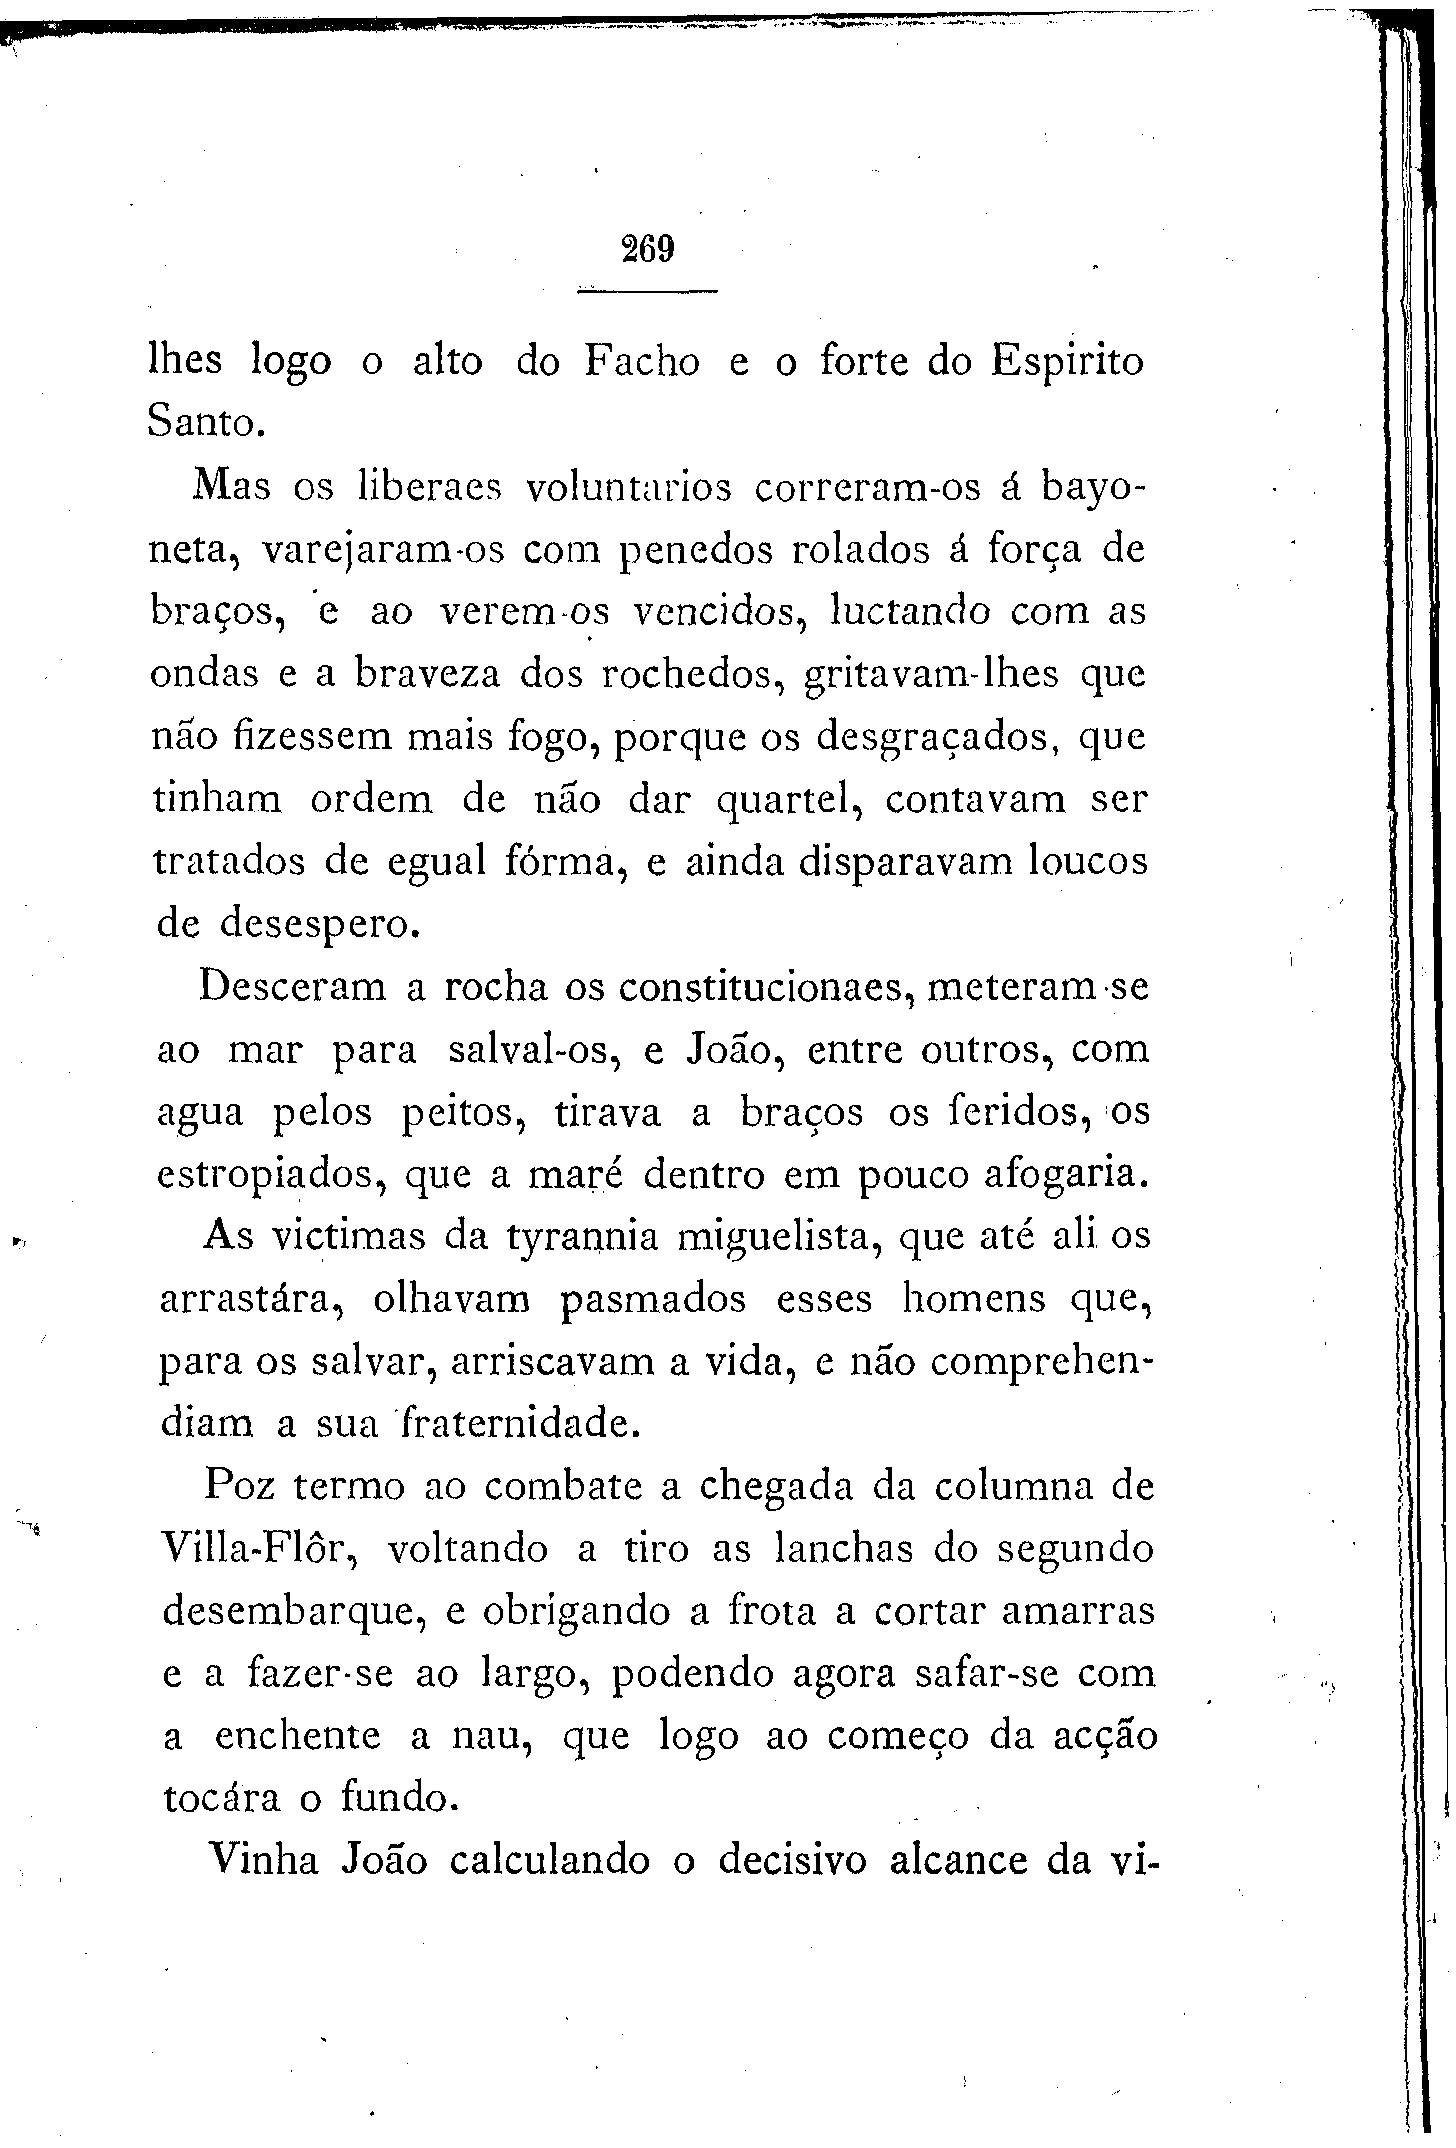 269
lhes logo o alto do Facho e o forte do Espirito
Santo.
Mas os liberaes voluntarios correram-os á bayo-
neta, varejaram-os com penedos rolados á força de
braços, e ao verem-os vencidos, luctando com as
ondas e a braveza dos rochedos, gritavam-lhes que
não fizessem mais fogo, porque os desgraçados, que
tinham ordem de não dar quartel, contavam ser
tratados de egual fórma, e ainda disparavam loucos
de desespero.
Desceram a rocha os constitucionaes, meteram-se
ao mar para salval-os, e João, entre outros, com
agua pelos peitos, tirava a braços os feridos, os
estropiados, que a maré dentro em pouco afogaria.
As victimas da tyrannia miguelista, que até ali os
arrastára, olhavam pasmados esses homens que,
para os salvar, arriscavam a vida, e não comprehen-
diam a sua fraternidade.
Poz termo ao combate a chegada da columna de
Villa-Flôr, voltando a tiro as lanchas do segundo
desembarque, e obrigando a frota a cortar amarras
e a fazer-se ao largo, podendo agora safar-se com
a enchente a nau, que logo ao começo da acção
tocára o fundo.
Vinha João calculando o decisivo alcance da vi-